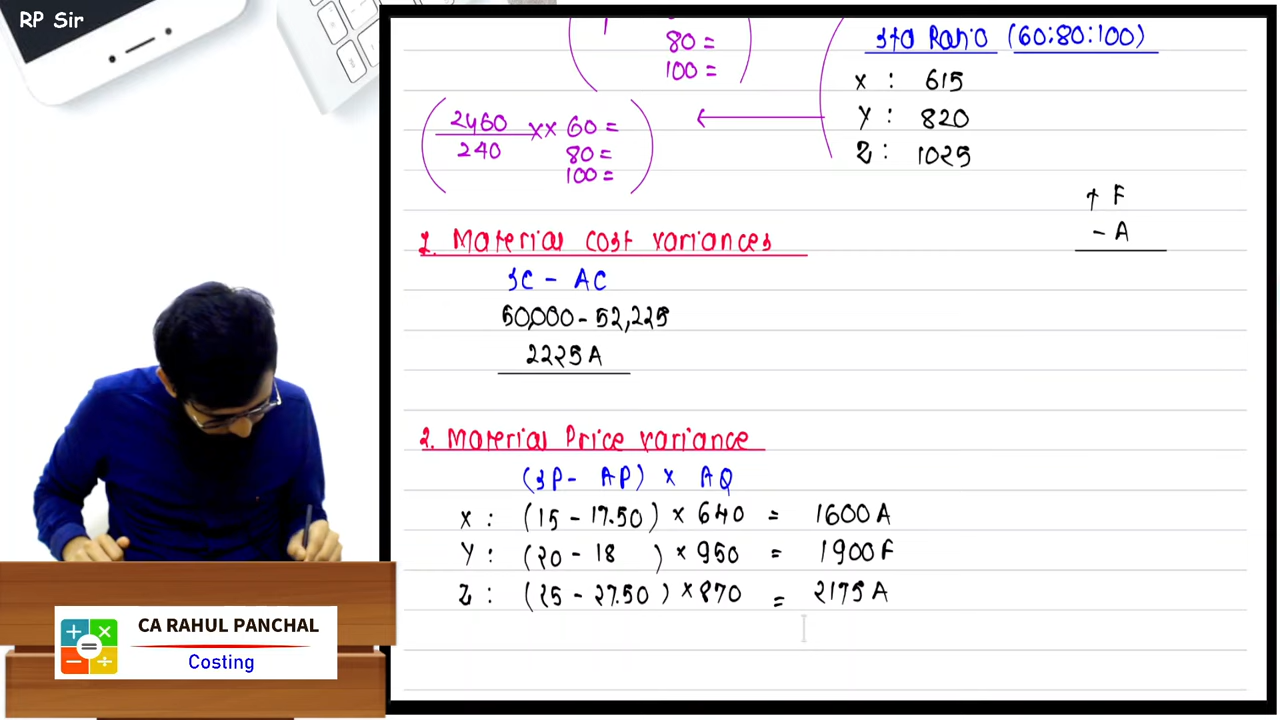 RP Sir
80 =
100 =
Std Ratio (60:80:100)
X : 615
Y : 820
Z : 1025
2460
240
×× 60 =
80 =
100 =
+ F
- A
1. Material Cost variances
SC - AC
50,000 - 52,225
2225 A
2. Material Price variance
(SP - AP) × AQ
X : (15 - 17.50) × 640 = 1600 A
Y : (20 - 18 ) × 950 = 1900 F
Z : (25 - 27.50) × 870 = 2175 A
CA RAHUL PANCHAL
Costing